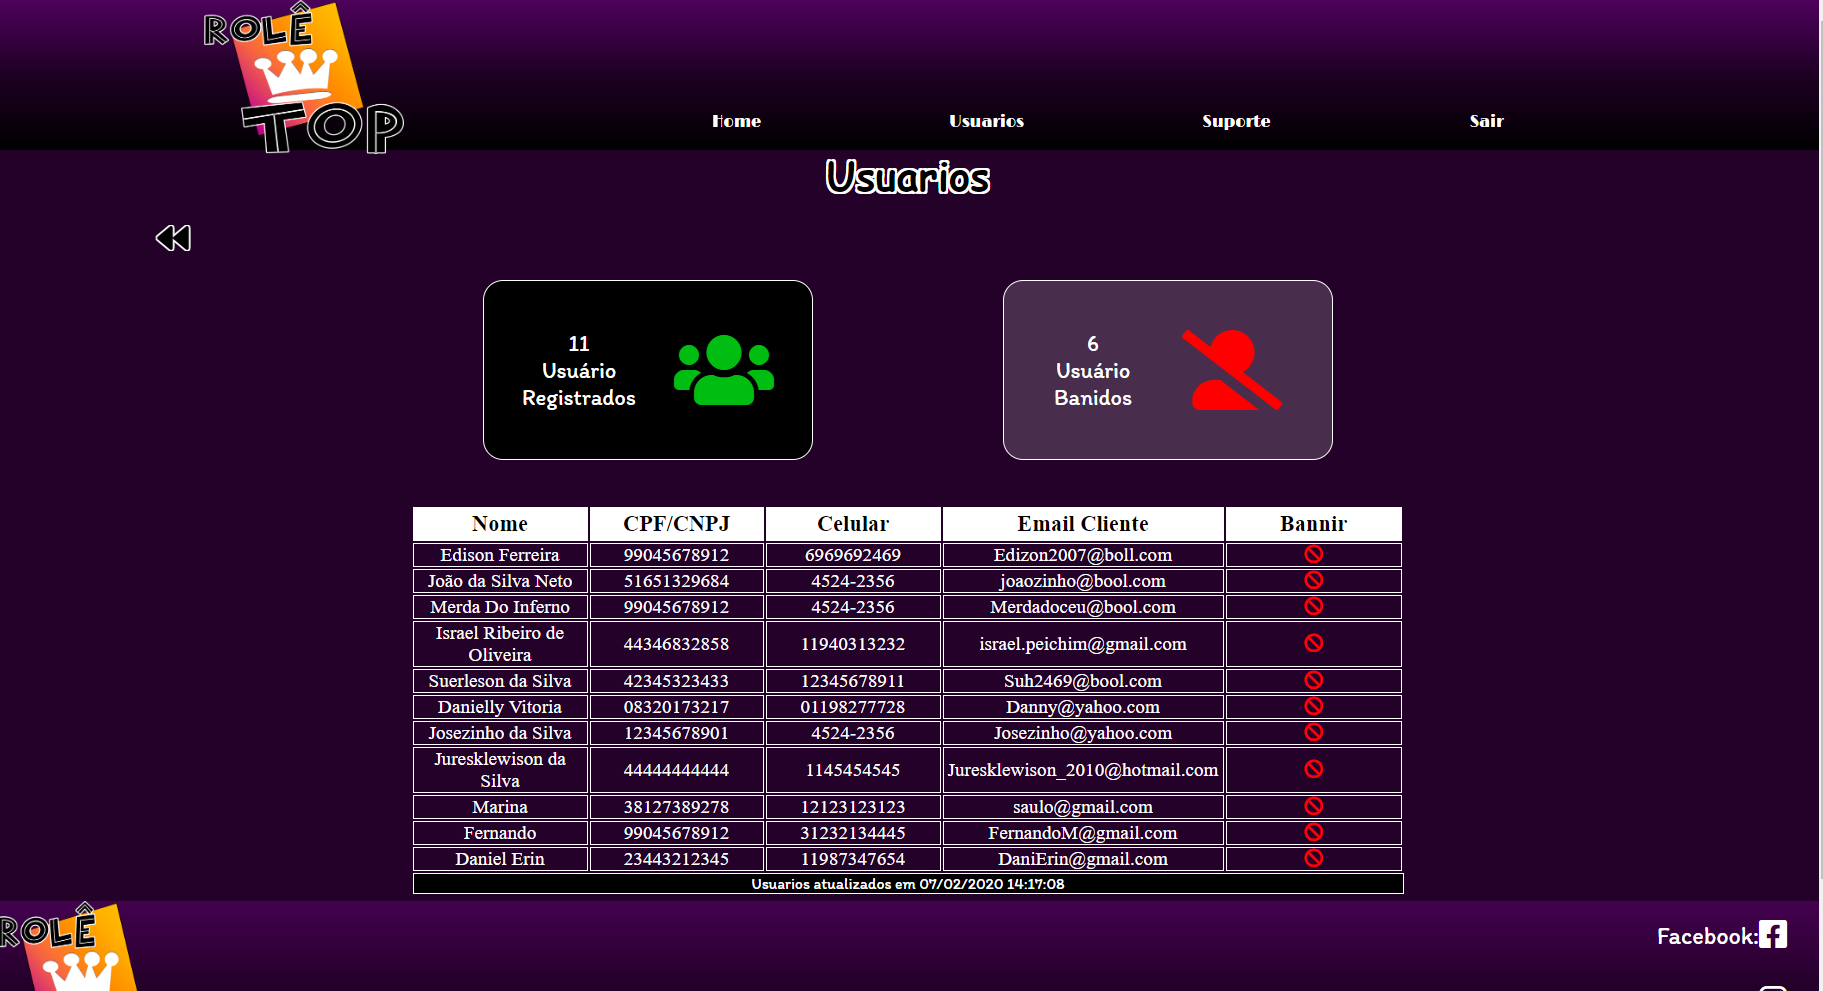 ROLÊ
TOP
Home Usuarios Suporte Sair
Usuarios
11
Usuário
Registrados
6
Usuário
Banidos
Nome CPF/CNPJ Celular Email Cliente Bannir
Edison Ferreira 99045678912 6969692469 Edizon2007@boll.com
João da Silva Neto 51651329684 4524-2356 joaozinho@bool.com
Merda Do Inferno 99045678912 4524-2356 Merdadoceu@bool.com
Israel Ribeiro de
Oliveira 44346832858 11940313232 israel.peichim@gmail.com
Suerleson da Silva 42345323433 12345678911 Suh2469@bool.com
Danielly Vitoria 08320173217 01198277728 Danny@yahoo.com
Josezinho da Silva 12345678901 4524-2356 Josezinho@yahoo.com
Juresklewison da
Silva 44444444444 1145454545 Juresklewison_2010@hotmail.com
Marina 38127389278 12123123123 saulo@gmail.com
Fernando 99045678912 31232134445 FernandoM@gmail.com
Daniel Erin 23443212345 11987347654 DaniErin@gmail.com
Usuarios atualizados em 07/02/2020 14:17:08
ROLÊ
Facebook: